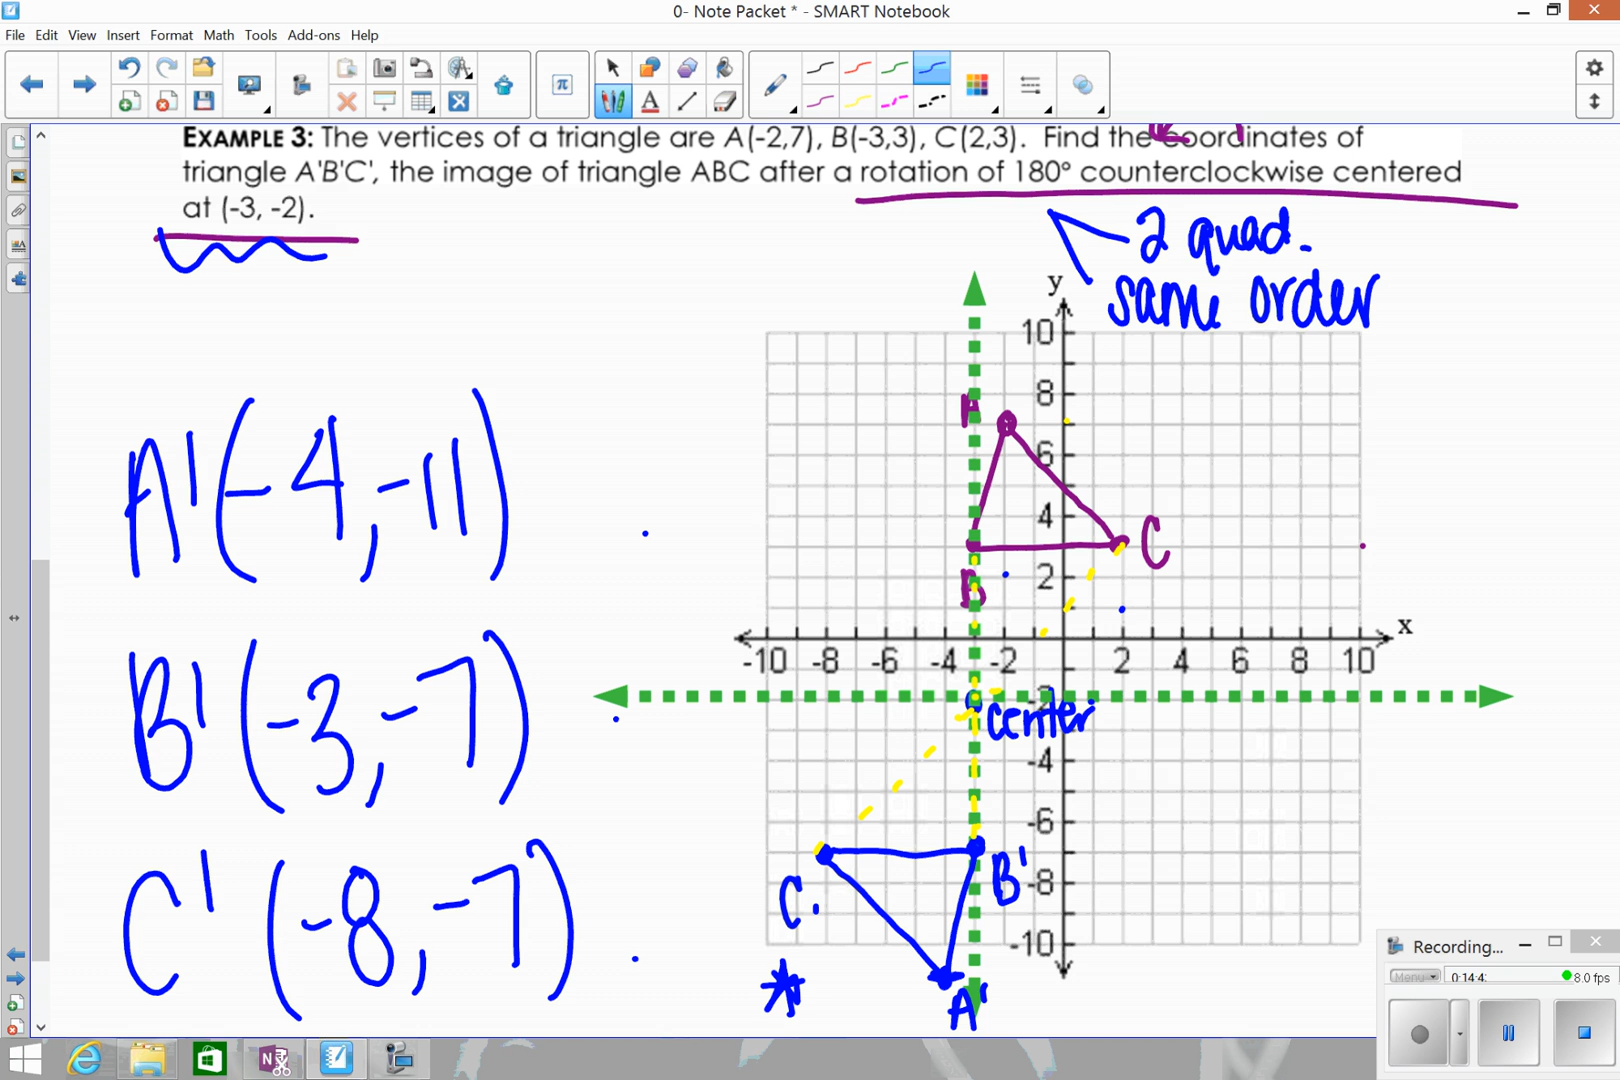 0- Note Packet * - SMART Notebook
File Edit View Insert Format Math Tools Add-ons Help
π
A
EXAMPLE 3: The vertices of a triangle are A(-2,7), B(-3,3), C(2,3). Find the coordinates of
triangle A'B'C', the image of triangle ABC after a rotation of 180° counterclockwise centered
at (-3, -2).
2 quad.
same order
y
10
8
A
6
4
C
B
2
x
-10 -8 -6 -4 -2 2 4 6 8 10
-2
center
-4
-6
B'
-8
C'
-10
A'
A'(-4,-11)
B'(-3,-7)
C'(-8,-7)
Recording...
Menu
0:14:4
8.0 fps